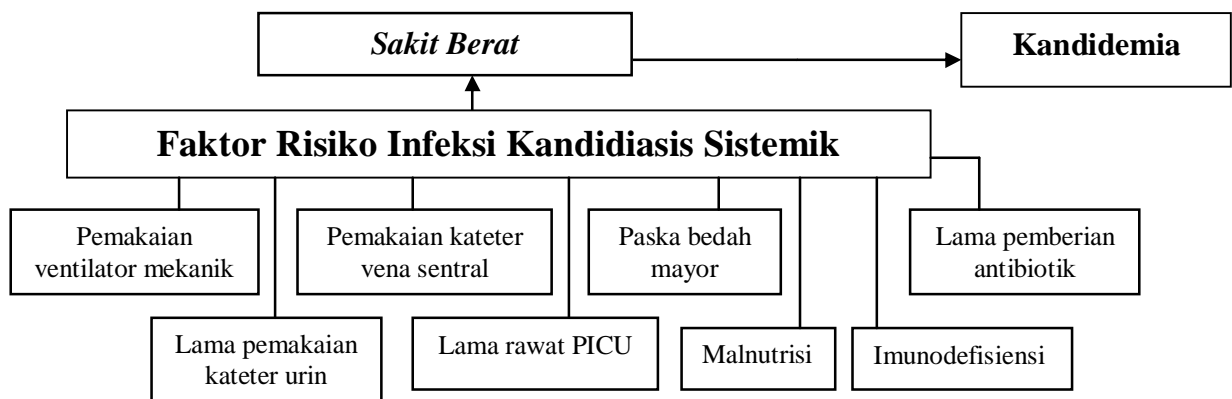 Sakit Berat
Kandidemia
Faktor Risiko Infeksi Kandidiasis Sistemik
Pemakaian
ventilator mekanik
Pemakaian kateter
vena sentral
Paska bedah
mayor
Lama pemberian
antibiotik
Lama pemakaian
kateter urin
Lama rawat PICU
Malnutrisi
Imunodefisiensi